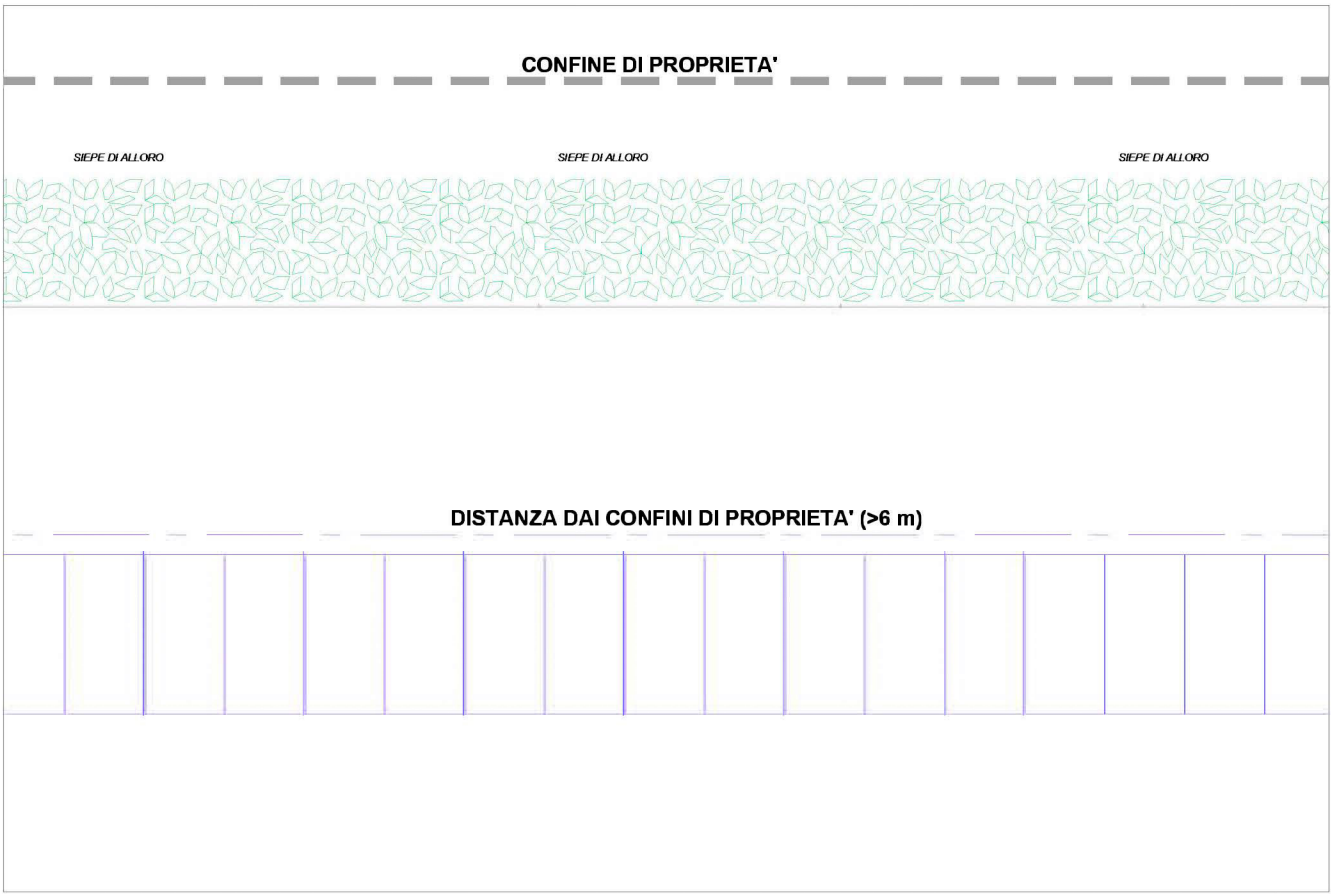 CONFINE DI PROPRIETA'
SIEPE DI ALLORO
SIEPE DI ALLORO
SIEPE DI ALLORO
DISTANZA DAI CONFINI DI PROPRIETA' (>6 m)